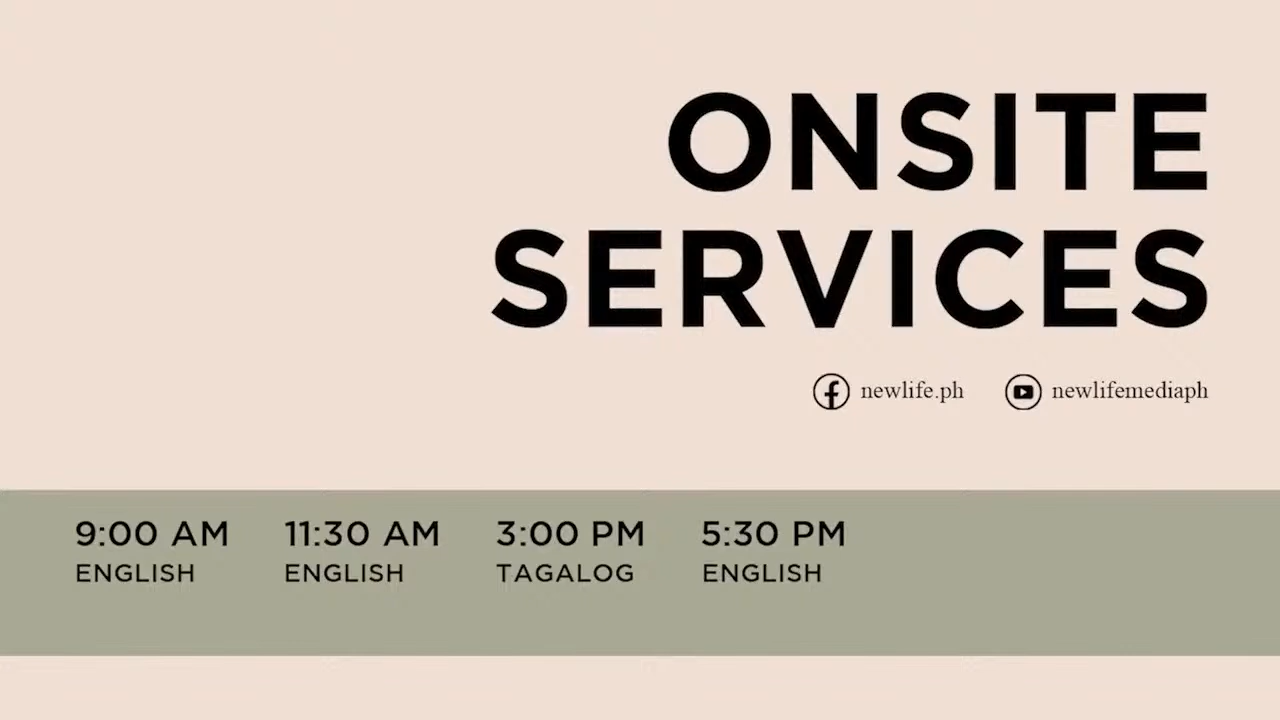 ONSITE
SERVICES
newlife.ph newlifemediaph
9:00 AM 11:30 AM 3:00 PM 5:30 PM
ENGLISH ENGLISH TAGALOG ENGLISH